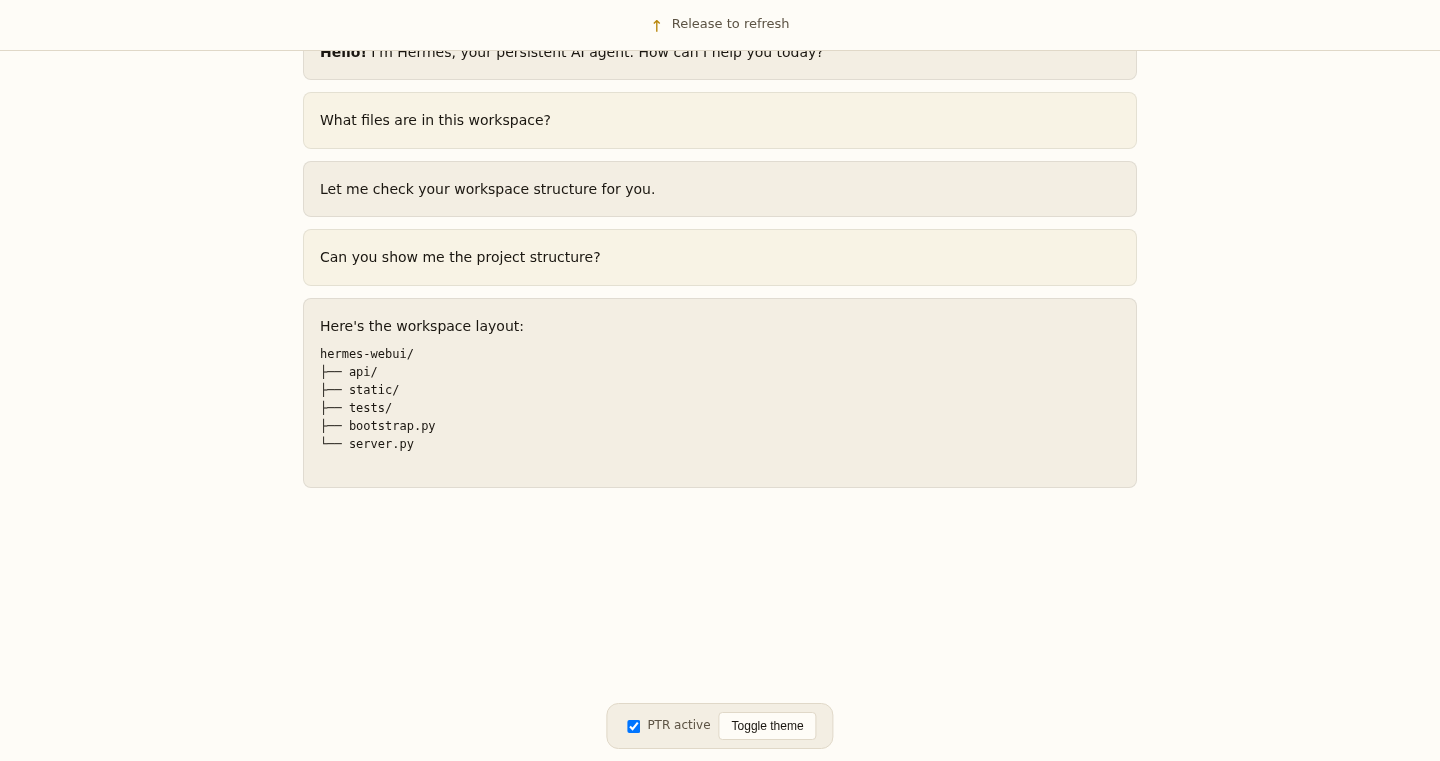 ↑ Release to refresh
Hello! I'm Hermes, your persistent AI agent. How can I help you today?
What files are in this workspace?
Let me check your workspace structure for you.
Can you show me the project structure?
Here's the workspace layout:
hermes-webui/
├── api/
├── static/
├── tests/
├── bootstrap.py
└── server.py
PTR active Toggle theme